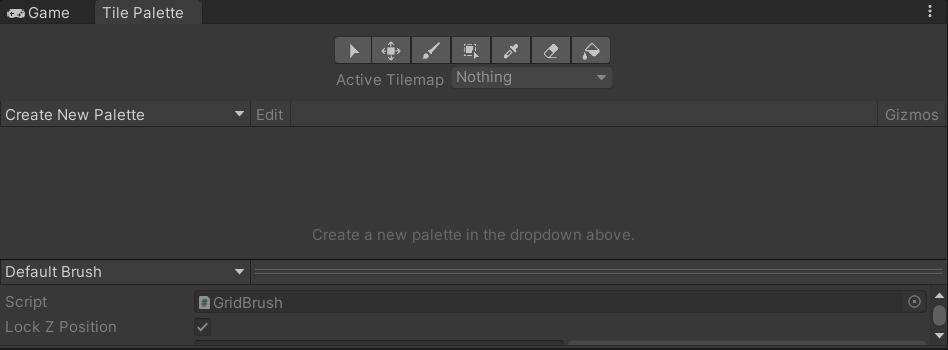 Game Tile Palette
Active Tilemap Nothing
Create New Palette Edit Gizmos
Create a new palette in the dropdown above.
Default Brush
Script GridBrush
Lock Z Position